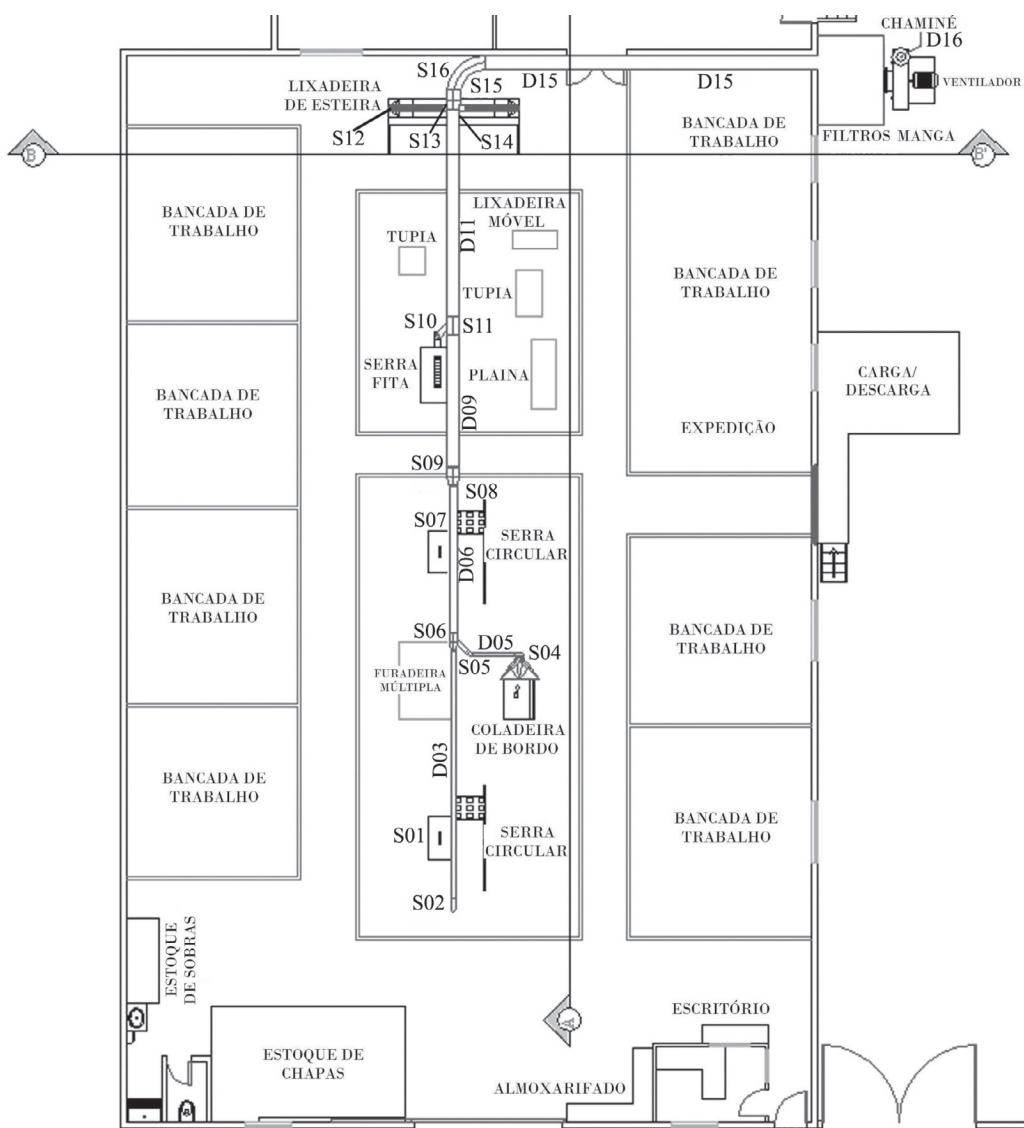 CHAMINÉ
D16
S16
S15
D15
D15
VENTILADOR
LIXADEIRA
DE ESTEIRA
S12
S13
S14
BANCADA DE
TRABALHO
FILTROS MANGA
B
B'
BANCADA DE
TRABALHO
LIXADEIRA
MÓVEL
TUPIA
D11
TUPIA
BANCADA DE
TRABALHO
S10
S11
SERRA
FITA
PLAINA
CARGA/
DESCARGA
BANCADA DE
TRABALHO
D09
EXPEDIÇÃO
S09
S08
S07
SERRA
CIRCULAR
D06
BANCADA DE
TRABALHO
S06
D05
S04
S05
BANCADA DE
TRABALHO
FURADEIRA
MÚLTIPLA
COLADEIRA
DE BORDO
D03
BANCADA DE
TRABALHO
BANCADA DE
TRABALHO
S01
SERRA
CIRCULAR
S02
ESTOQUE
DE SOBRAS
A
ESCRITÓRIO
ESTOQUE DE
CHAPAS
ALMOXARIFADO